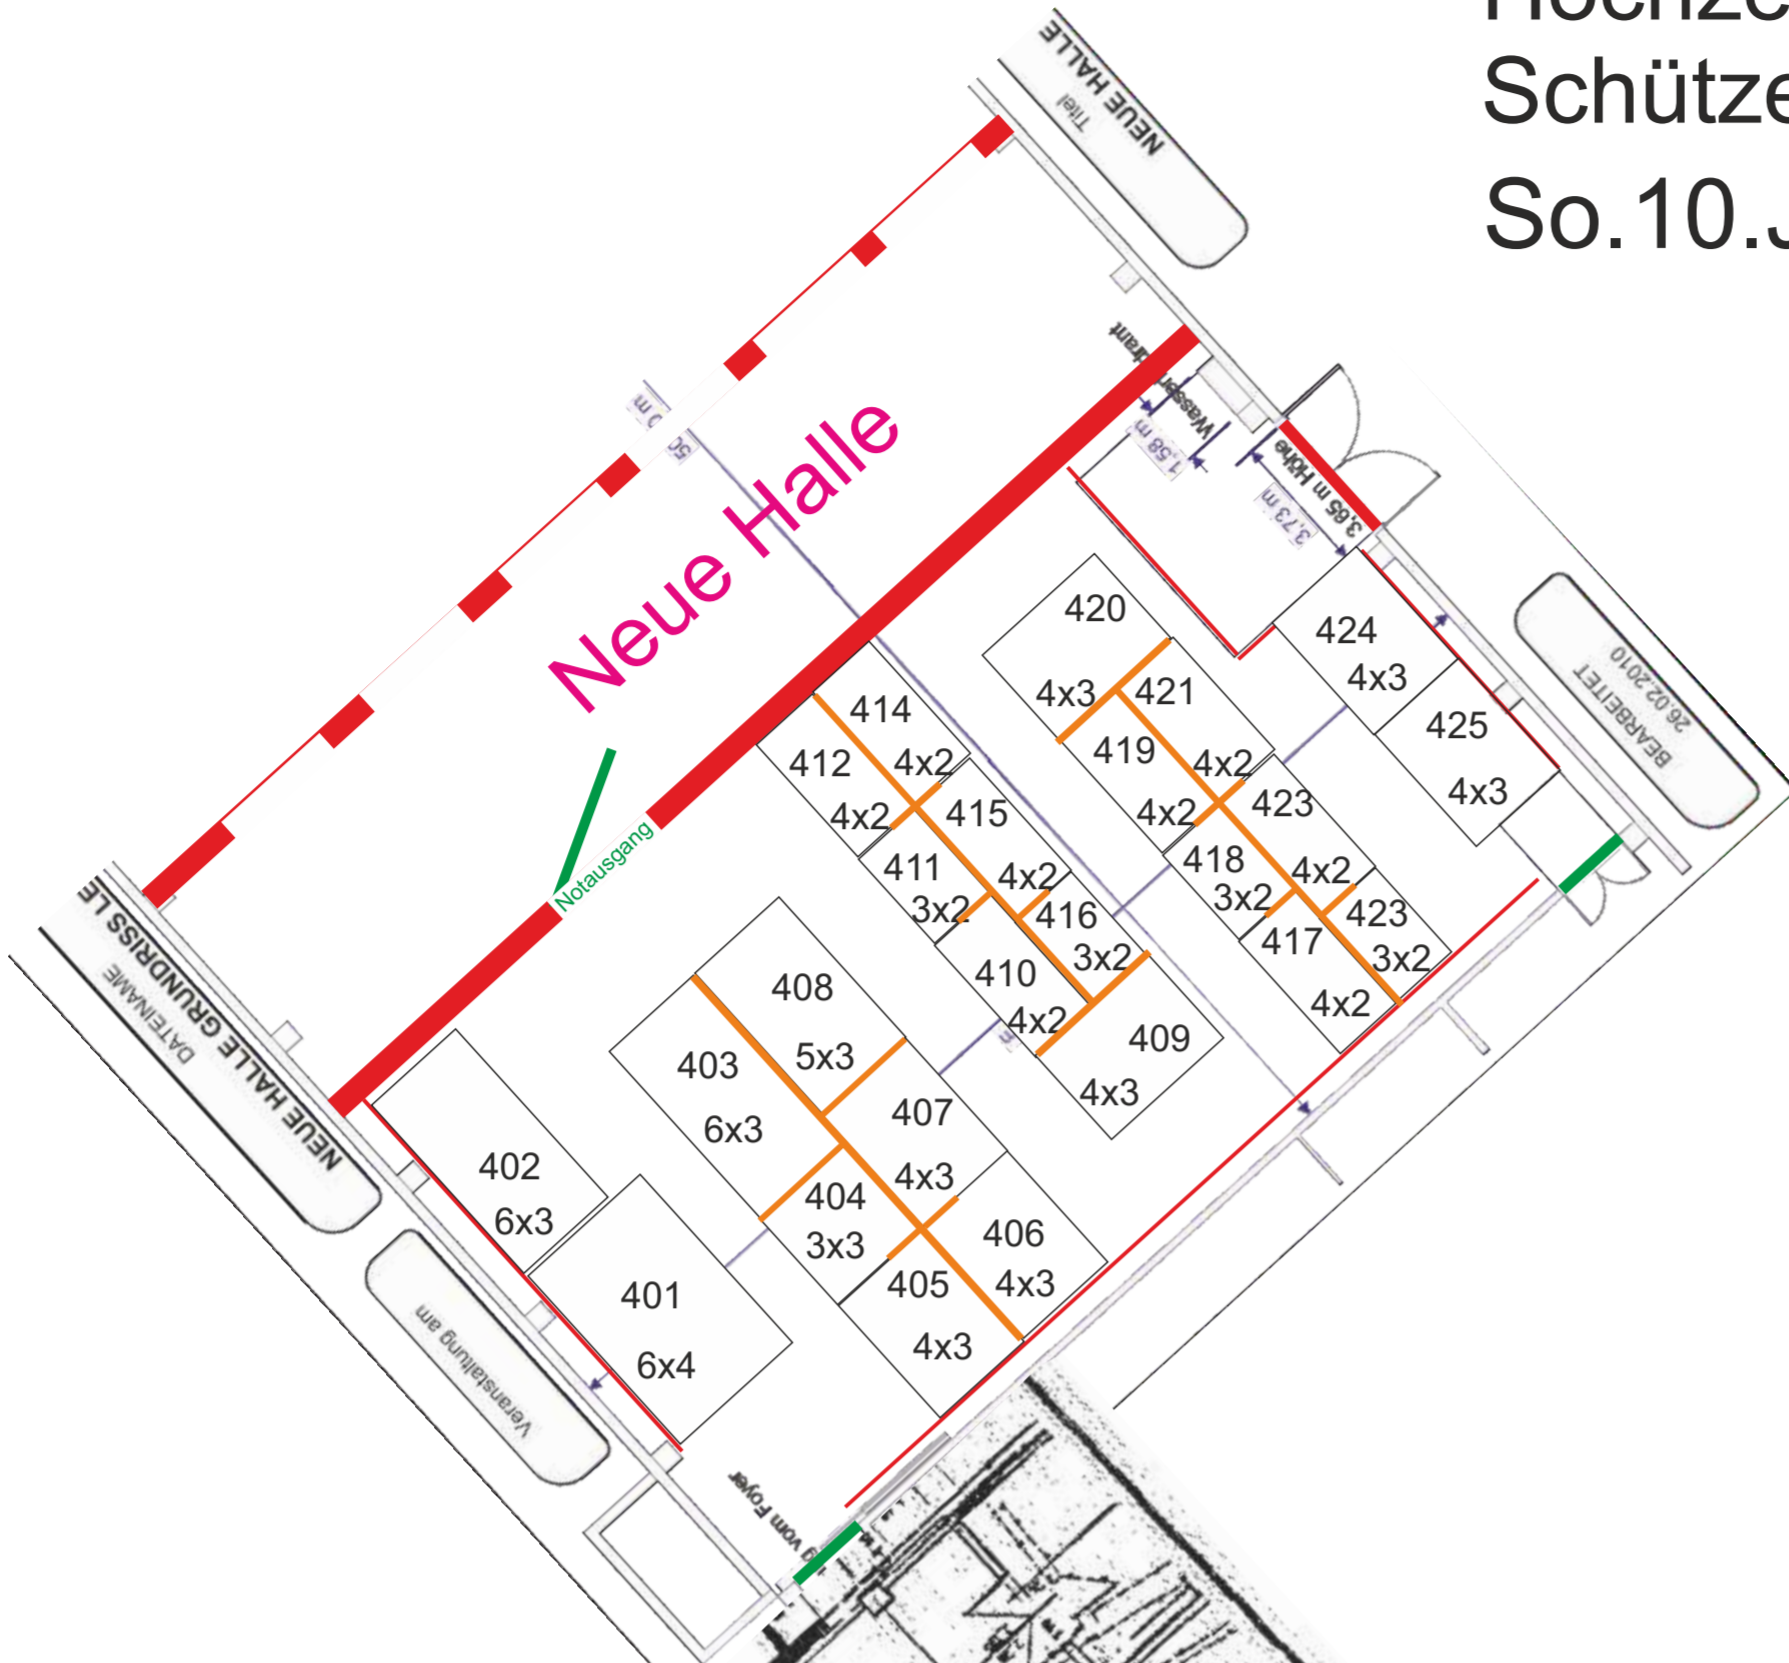 Schütze
So.10.J
NEUE HALLE
Titel
Neue Halle
Notausgang
1,58 m
3,65 m Höhe
3,73 m
BEARBEITET
26.02.2010
420
4x3
421
4x2
419
4x2
423
4x2
418
3x2
423
3x2
417
4x2
424
4x3
425
4x3
414
4x2
412
4x2
415
4x2
411
3x2
416
3x2
410
4x2
409
4x3
408
5x3
403
6x3
407
4x3
404
3x3
406
4x3
405
4x3
402
6x3
401
6x4
NEUE HALLE GRUNDRISS LE
DATEINAME
Veranstaltung am
vom Foyer